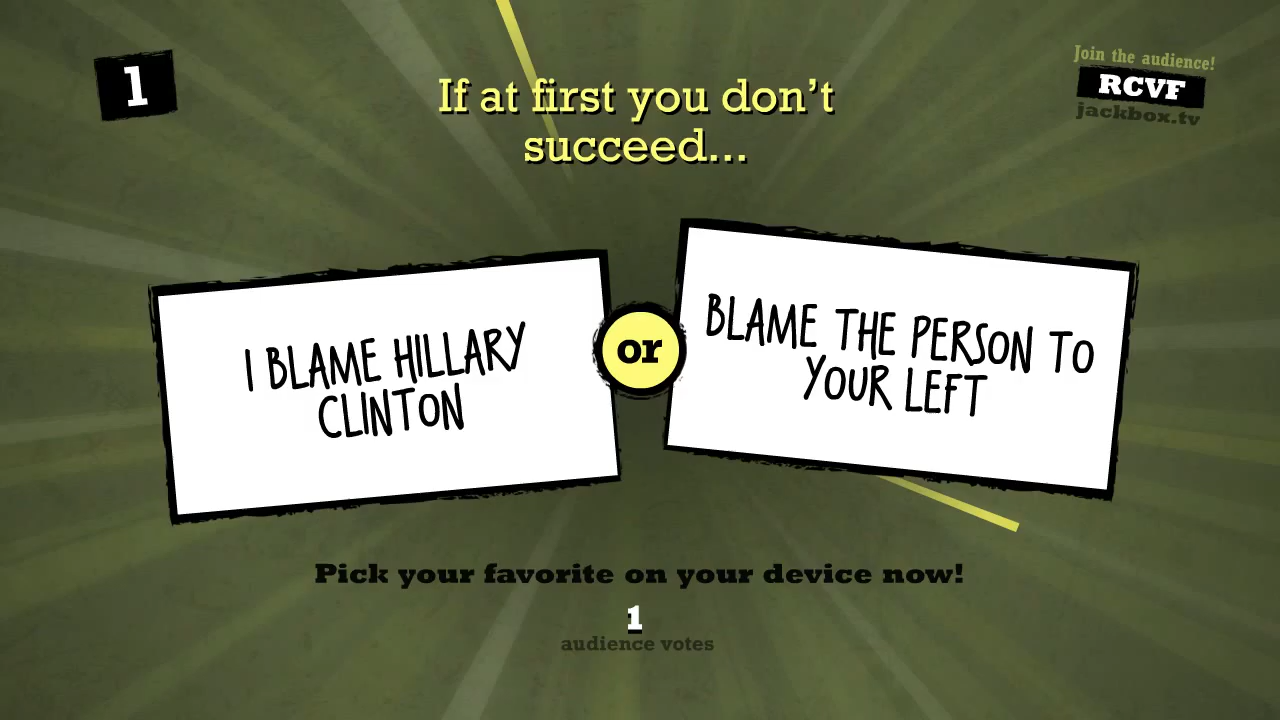 1
If at first you don't
succeed...
Join the audience!
RCVF
jackbox.tv
I BLAME HILLARY
CLINTON
or
BLAME THE PERSON TO
YOUR LEFT
Pick your favorite on your device now!
1
audience votes